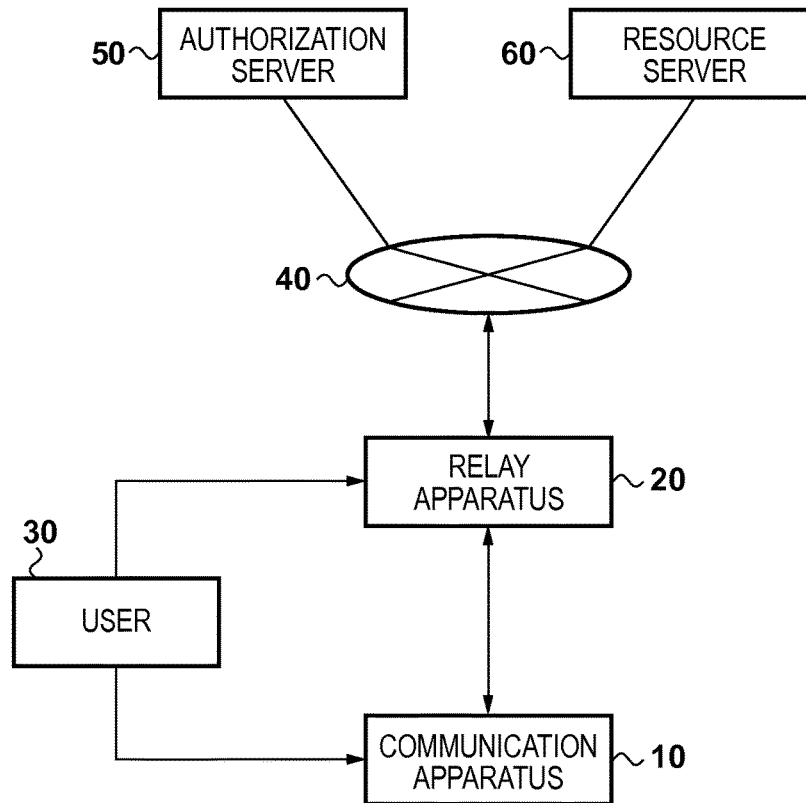 50
AUTHORIZATION
SERVER
60
RESOURCE
SERVER
40
RELAY
APPARATUS
20
30
USER
COMMUNICATION
APPARATUS
10